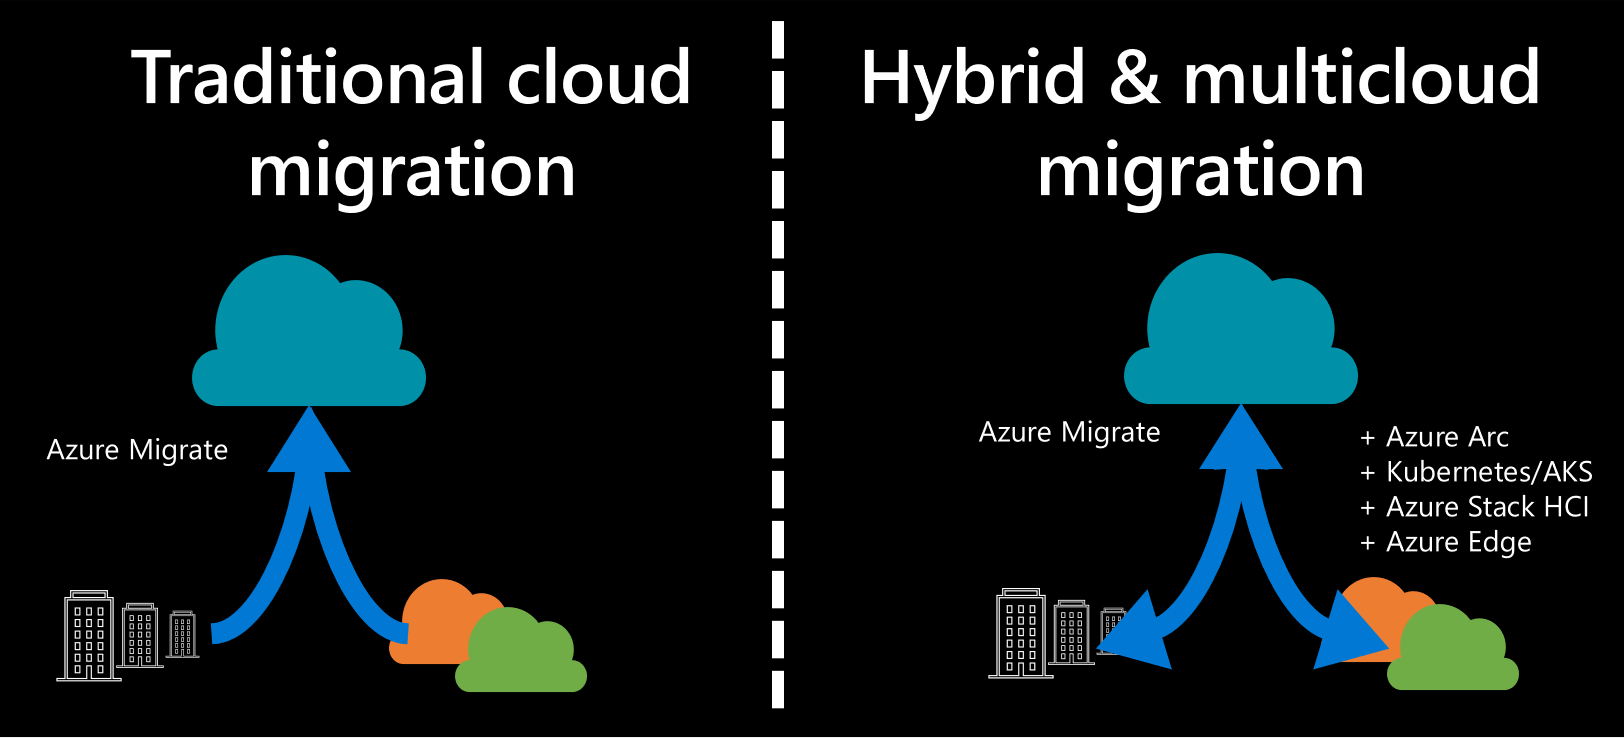 Traditional cloud
migration
Azure Migrate
Hybrid & multicloud
migration
Azure Migrate
+ Azure Arc
+ Kubernetes/AKS
+ Azure Stack HCI
+ Azure Edge